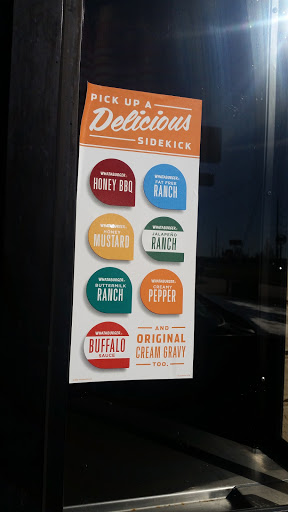 PICK UP A
Delicious
SIDEKICK
WHATABURGER
HONEY BBQ
WHATABURGER
FAT FREE
RANCH
WHATABURGER
HONEY
MUSTARD
WHATABURGER
JALAPEÑO
RANCH
WHATABURGER
BUTTERMILK
RANCH
WHATABURGER
CREAMY
PEPPER
WHATABURGER
BUFFALO
SAUCE
AND
ORIGINAL
CREAM GRAVY
TOO.